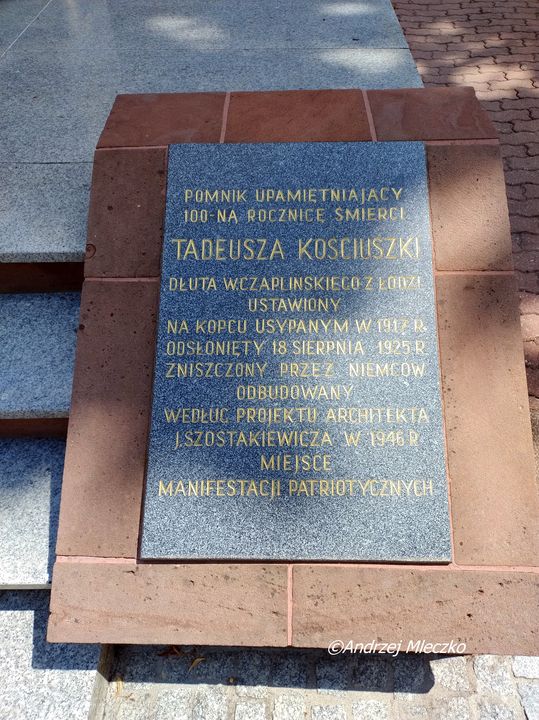 POMNIK UPAMIĘTNIAJĄCY
100-NĄ ROCZNICĘ ŚMIERCI
TADEUSZA KOŚCIUSZKI
DŁUTA W.CZAPLIŃSKIEGO Z ŁODZI
USTAWIONY
NA KOPCU USYPANYM W 1917 R.
ODSŁONIĘTY 18 SIERPNIA 1925 R.
ZNISZCZONY PRZEZ NIEMCÓW
ODBUDOWANY
WEDŁUG PROJEKTU ARCHITEKTA
J.SZOSTAKIEWICZA W 1946 R
MIEJSCE
MANIFESTACJI PATRIOTYCZNYCH
©Andrzej Mleczko